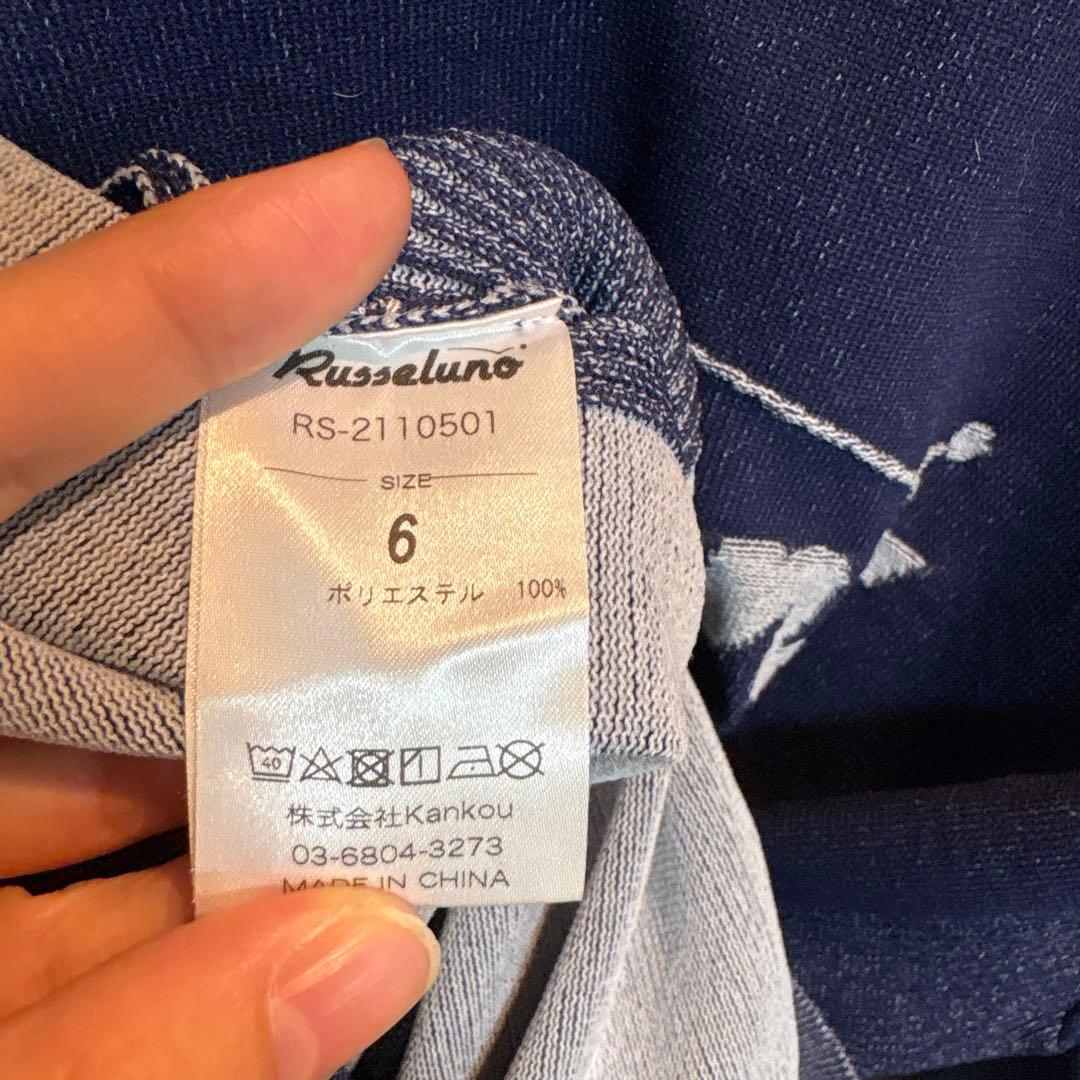 Russeluno
RS-2110501
SIZE
6
ポリエステル 100%
40
株式会社Kankou
03-6804-3273
MADE IN CHINA